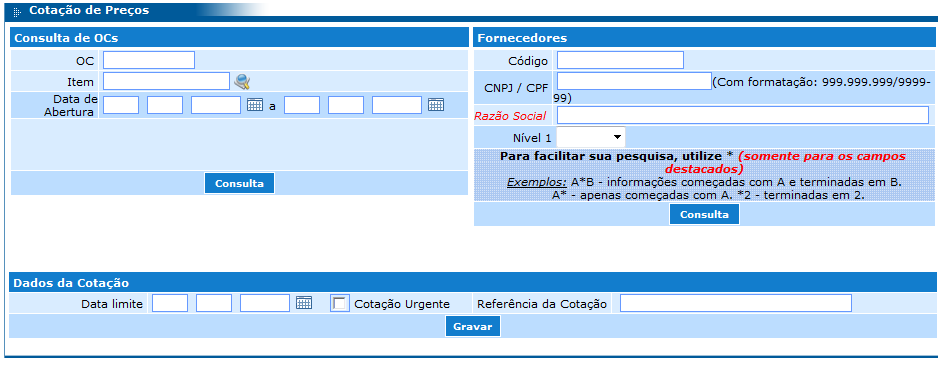 Cotação de Preços
Consulta de OCs
OC
Item
Data de
Abertura
a
Consulta
Fornecedores
Código
CNPJ / CPF
(Com formatação: 999.999.999/9999-
99)
Razão Social
Nível 1
Para facilitar sua pesquisa, utilize * (somente para os campos
destacados)
Exemplos: A*B - informações começadas com A e terminadas em B.
A* - apenas começadas com A. *2 - terminadas em 2.
Consulta
Dados da Cotação
Data limite
Cotação Urgente
Referência da Cotação
Gravar